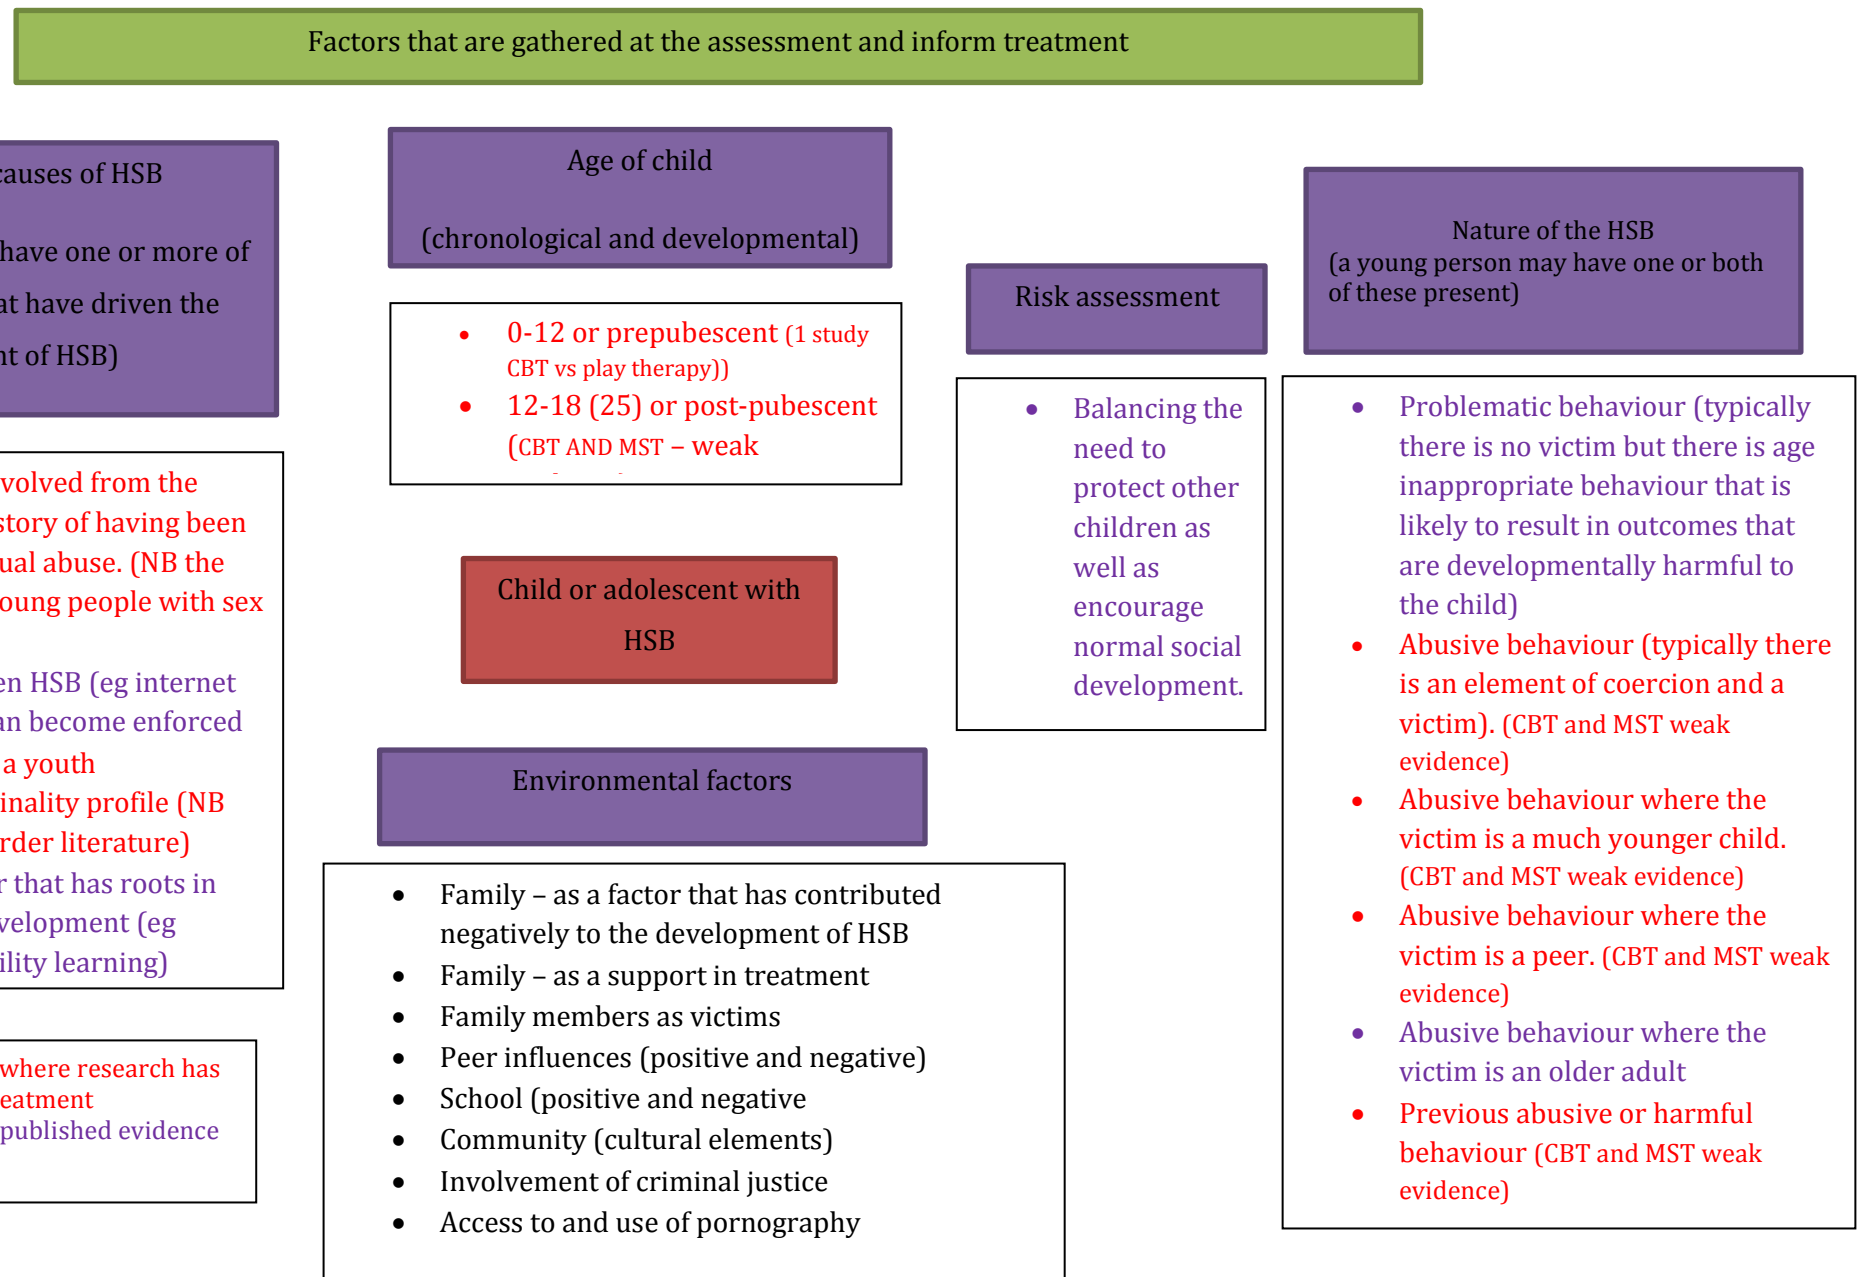 Factors that are gathered at the assessment and inform treatment
causes of HSB
have one or more of
at have driven the
nt of HSB)
volved from the
story of having been
ual abuse. (NB the
oung people with sex
en HSB (eg internet
an become enforced
a youth
inality profile (NB
rder literature)
r that has roots in
velopment (eg
ility learning)
where research has
eatment
published evidence
Age of child
(chronological and developmental)
• 0-12 or prepubescent (1 study
CBT vs play therapy))
• 12-18 (25) or post-pubescent
(CBT AND MST – weak
Child or adolescent with
HSB
Environmental factors
• Family – as a factor that has contributed
negatively to the development of HSB
• Family – as a support in treatment
• Family members as victims
• Peer influences (positive and negative)
• School (positive and negative
• Community (cultural elements)
• Involvement of criminal justice
• Access to and use of pornography
Risk assessment
• Balancing the
need to
protect other
children as
well as
encourage
normal social
development.
Nature of the HSB
(a young person may have one or both
of these present)
• Problematic behaviour (typically
there is no victim but there is age
inappropriate behaviour that is
likely to result in outcomes that
are developmentally harmful to
the child)
• Abusive behaviour (typically there
is an element of coercion and a
victim). (CBT and MST weak
evidence)
• Abusive behaviour where the
victim is a much younger child.
(CBT and MST weak evidence)
• Abusive behaviour where the
victim is a peer. (CBT and MST weak
evidence)
• Abusive behaviour where the
victim is an older adult
• Previous abusive or harmful
behaviour (CBT and MST weak
evidence)